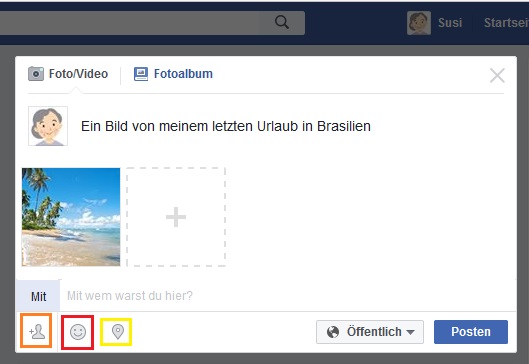 Susi Startsei
Foto/Video Fotoalbum
Ein Bild von meinem letzten Urlaub in Brasilien
Mit Mit wem warst du hier?
Öffentlich Posten